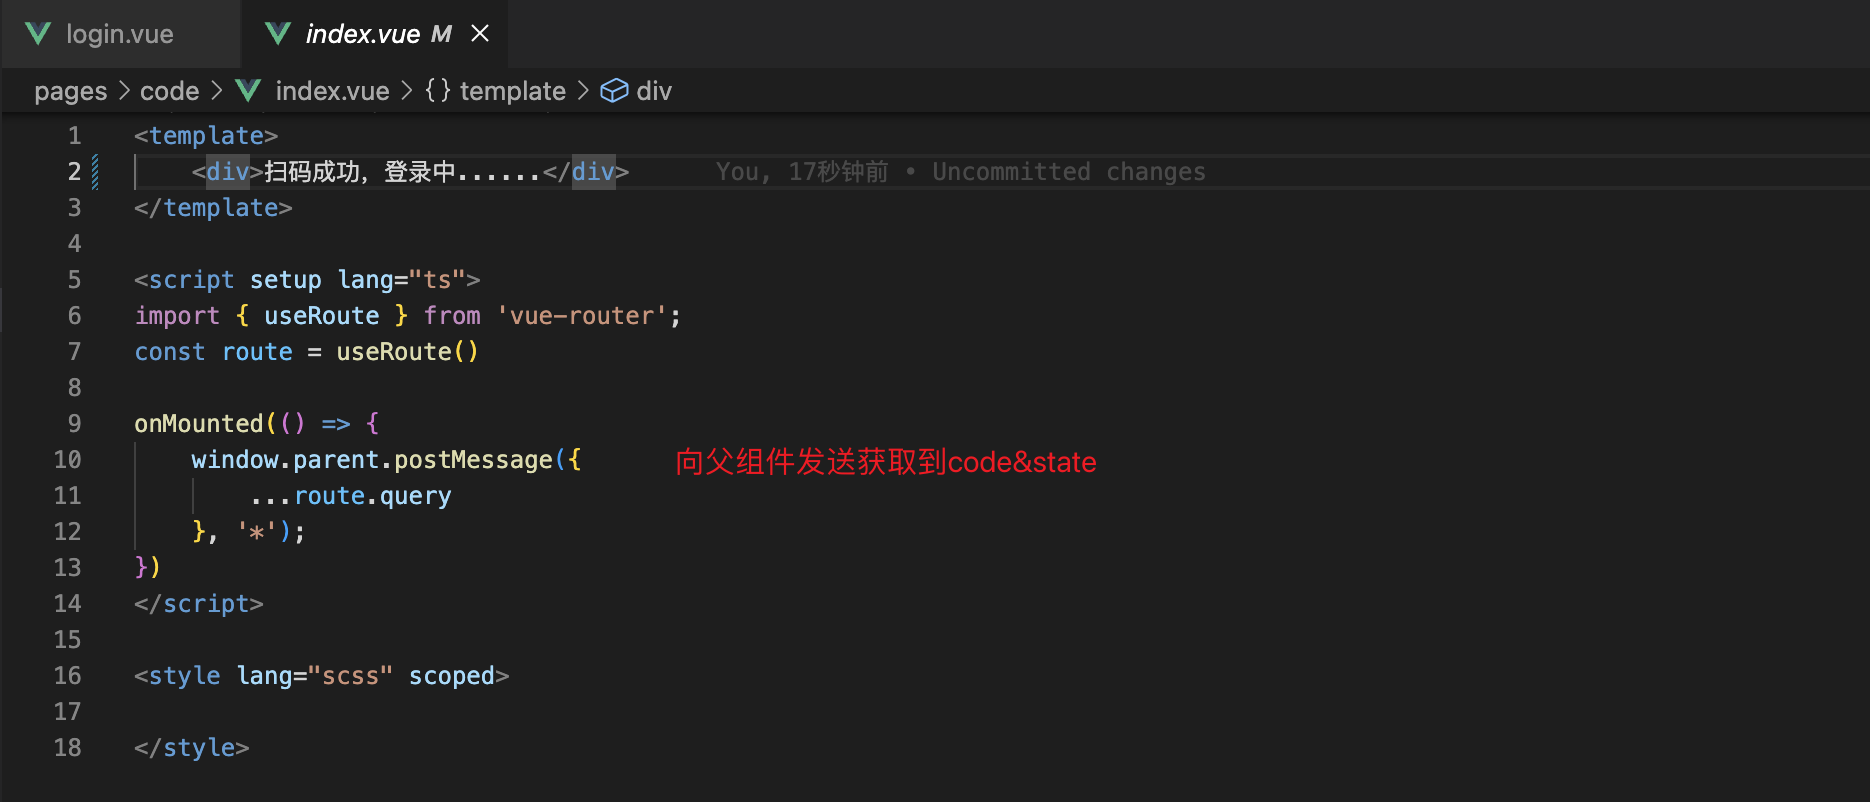 login.vue index.vue M
pages > code > index.vue > {} template > div
1 <template>
2 <div>扫码成功，登录中......</div> You, 17秒钟前 • Uncommitted changes
3 </template>
4
5 <script setup lang="ts">
6 import { useRoute } from 'vue-router';
7 const route = useRoute()
8
9 onMounted(() => {
10 window.parent.postMessage({ 向父组件发送获取到code&state
11 ...route.query
12 }, '*');
13 })
14 </script>
15
16 <style lang="scss" scoped>
17
18 </style>